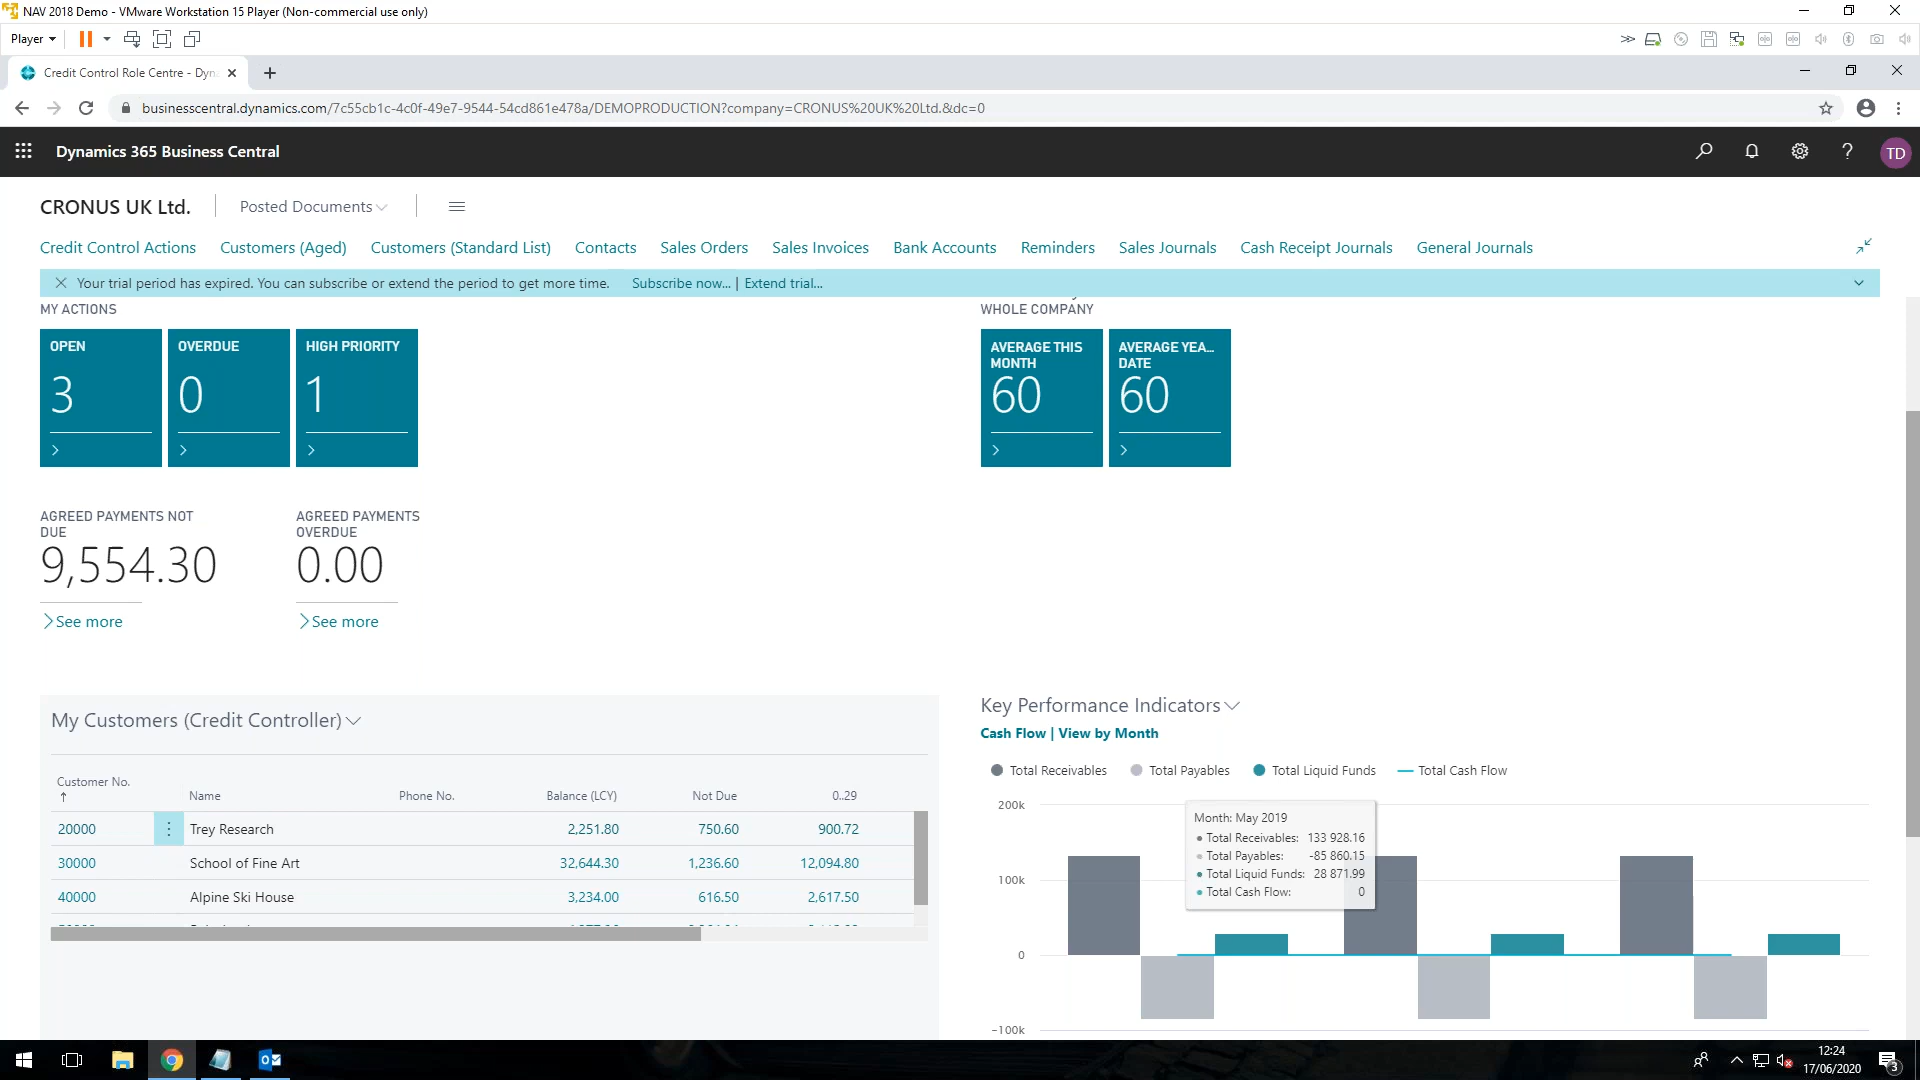 NAV 2018 Demo - VMware Workstation 15 Player (Non-commercial use only)
Player
Credit Control Role Centre - Dyn
businesscentral.dynamics.com/7c55cb1c-4c0f-49e7-9544-54cd861e478a/DEMOPRODUCTION?company=CRONUS%20UK%20Ltd.&dc=0
Dynamics 365 Business Central
TD
CRONUS UK Ltd.
Posted Documents
Credit Control Actions Customers (Aged) Customers (Standard List) Contacts Sales Orders Sales Invoices Bank Accounts Reminders Sales Journals Cash Receipt Journals General Journals
Your trial period has expired. You can subscribe or extend the period to get more time. Subscribe now... | Extend trial...
MY ACTIONS
OPEN
3
OVERDUE
0
HIGH PRIORITY
1
WHOLE COMPANY
AVERAGE THIS
MONTH
60
AVERAGE YEA...
DATE
60
AGREED PAYMENTS NOT
DUE
9,554.30
See more
AGREED PAYMENTS
OVERDUE
0.00
See more
My Customers (Credit Controller)
Customer No. Name Phone No. Balance (LCY) Not Due 0..29
20000 Trey Research 2,251.80 750.60 900.72
30000 School of Fine Art 32,644.30 1,236.60 12,094.80
40000 Alpine Ski House 3,234.00 616.50 2,617.50
Key Performance Indicators
Cash Flow | View by Month
Total Receivables Total Payables Total Liquid Funds Total Cash Flow
200k
100k
0
-100k
Month: May 2019
Total Receivables: 133 928.16
Total Payables: -85 860.15
Total Liquid Funds: 28 871.99
Total Cash Flow: 0
12:24
17/06/2020
3